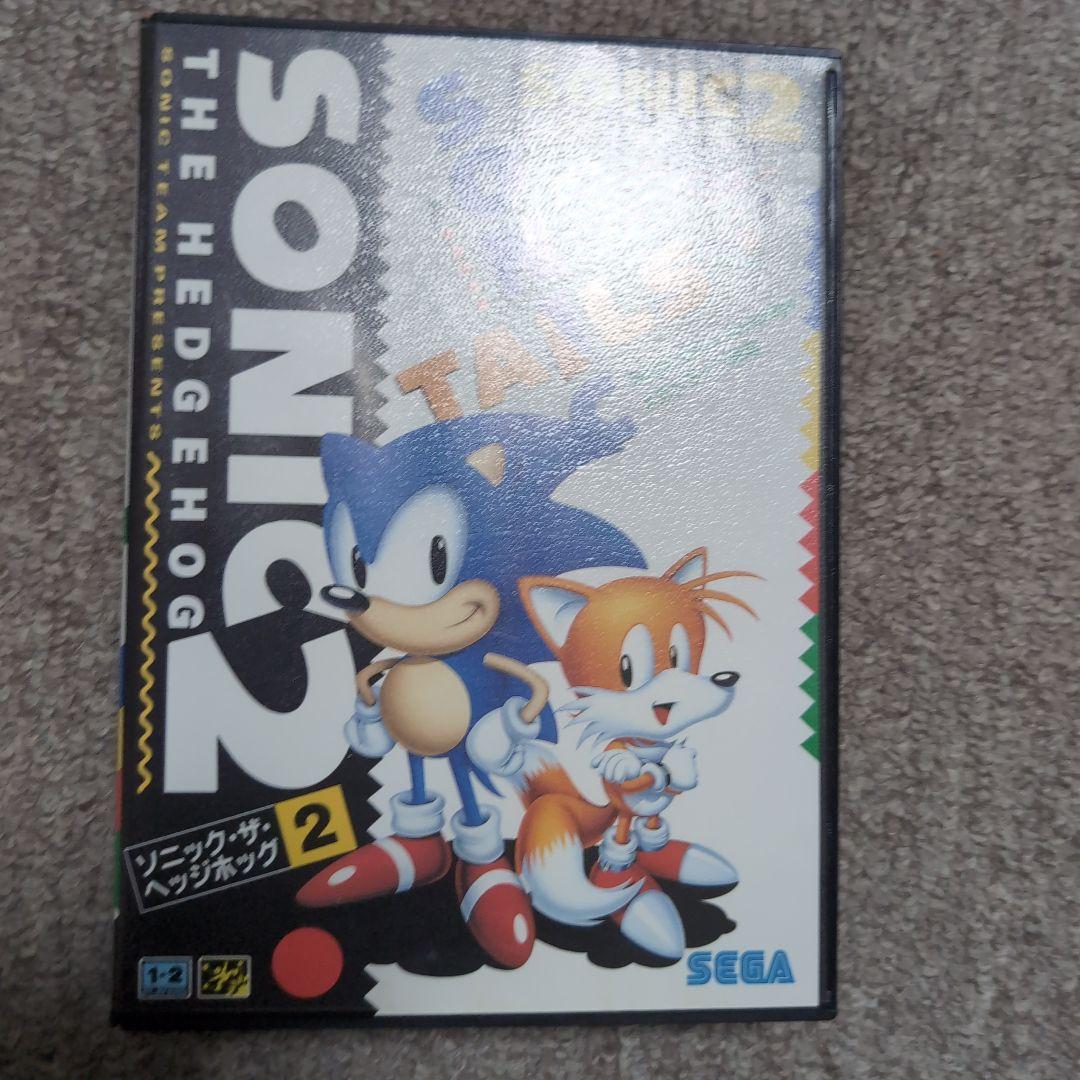 SONIC 2
THE HEDGEHOG
SONIC TEAM PRESENTS
SONIC 2
TAILS
ソニック・ザ・
ヘッジホッグ
2
1-2
SEGA